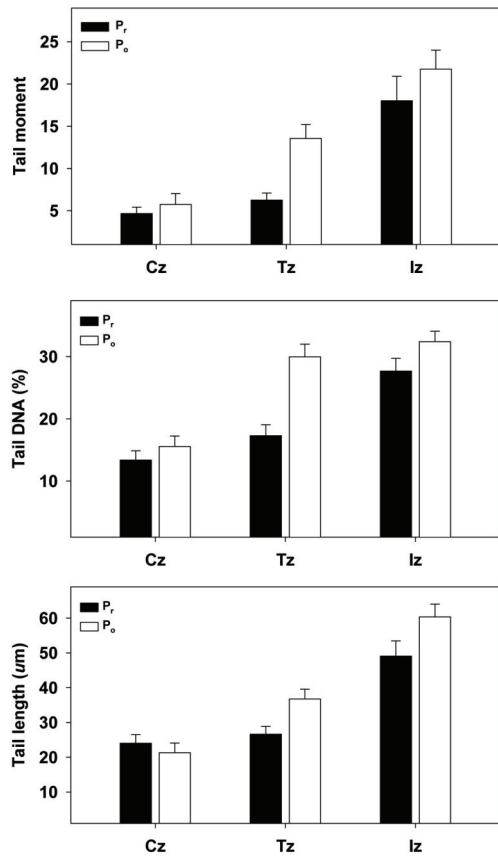 Tail moment
25
20
15
10
5
Pr
Po
Cz Tz Iz
Tail DNA (%)
30
20
10
Pr
Po
Cz Tz Iz
Tail length (um)
60
50
40
30
20
10
Pr
Po
Cz Tz Iz